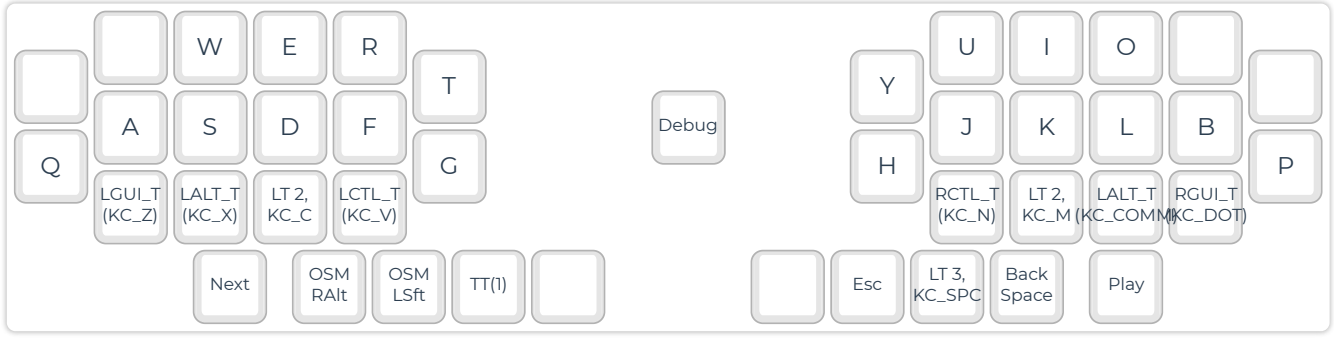 W
E
R
U
I
O
T
Y
A
S
D
F
Debug
J
K
L
B
Q
G
H
P
LGUI_T
(KC_Z)
LALT_T
(KC_X)
LT 2,
KC_C
LCTL_T
(KC_V)
RCTL_T
(KC_N)
LT 2,
KC_M
LALT_T
(KC_COMM)
RGUI_T
(KC_DOT)
Next
OSM
RAlt
OSM
LSft
TT(1)
Esc
LT 3,
KC_SPC
Back
Space
Play